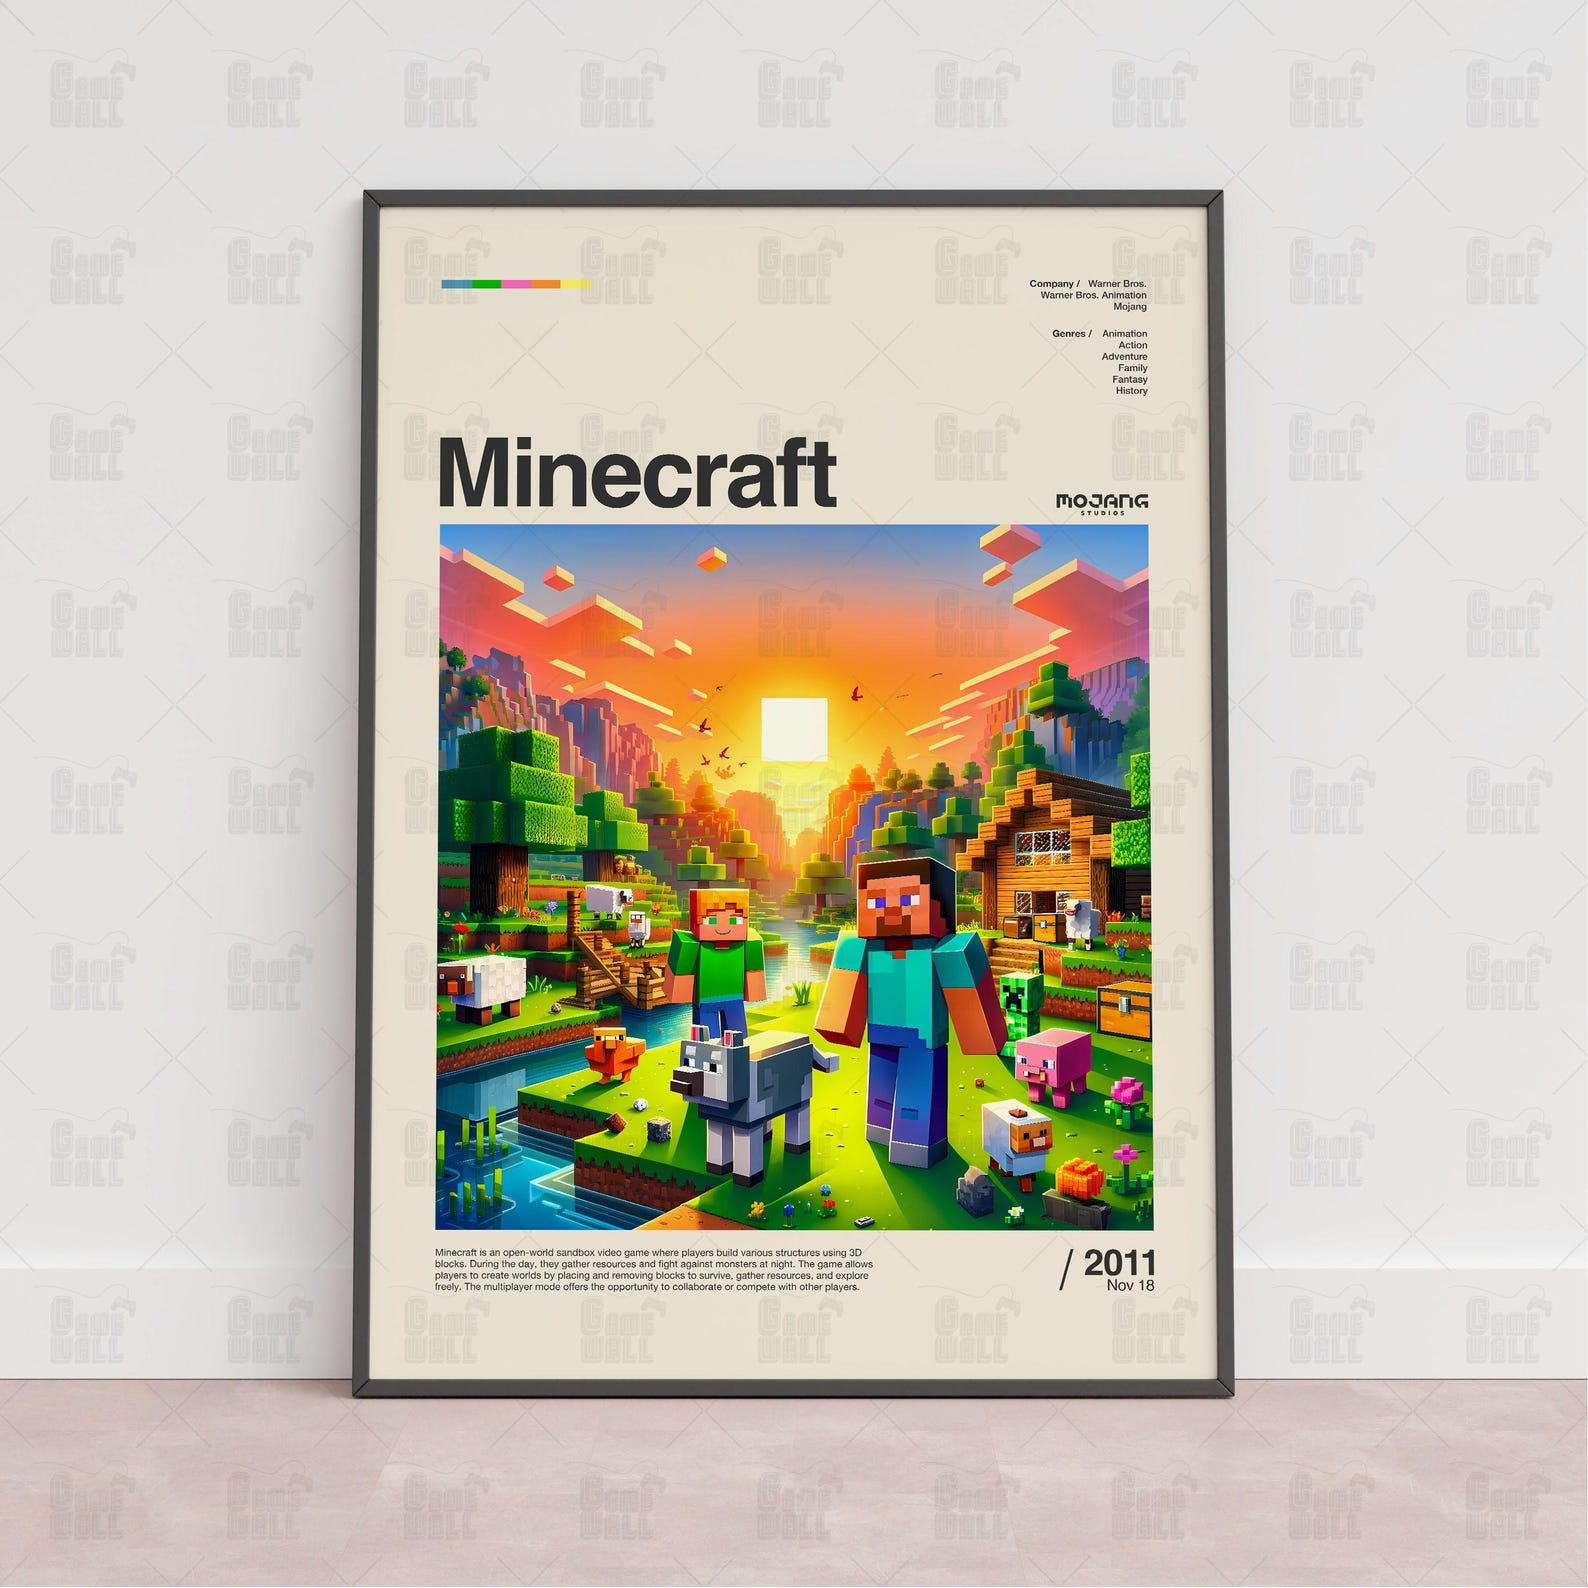 Company / Warner Bros.
Warner Bros. Animation
Mojang
Genres / Animation
Action
Adventure
Family
Fantasy
History
Minecraft
MOJANG
STUDIOS
Minecraft is an open-world sandbox video game where players build various structures using 3D
blocks. During the day, they gather resources and fight against monsters at night. The game allows
players to create worlds by placing and removing blocks to survive, gather resources, and explore
freely. The multiplayer mode offers the opportunity to collaborate or compete with other players.
/ 2011
Nov 18
GAME
WALL